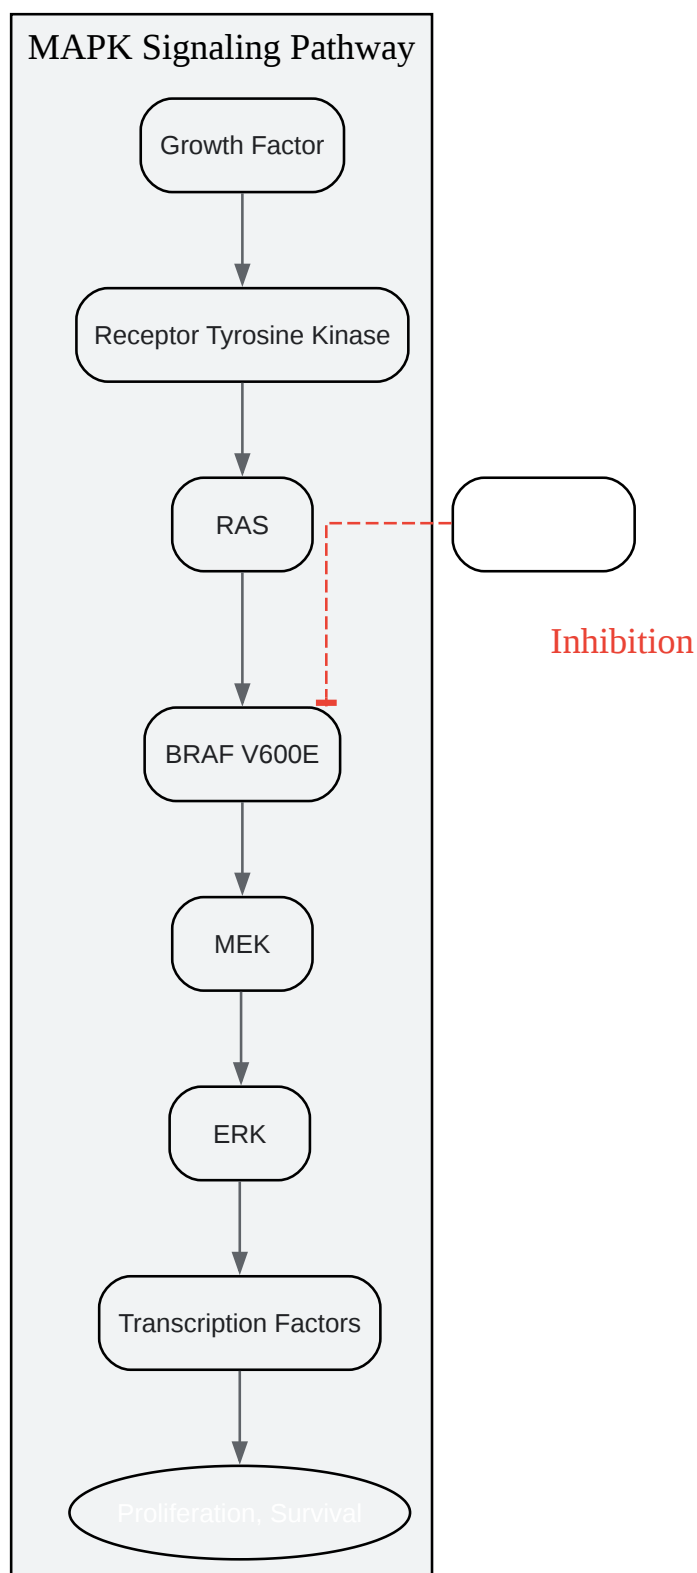 MAPK Signaling Pathway
Growth Factor
Receptor Tyrosine Kinase
RAS
Inhibition
BRAF V600E
MEK
ERK
Transcription Factors
Proliferation, Survival